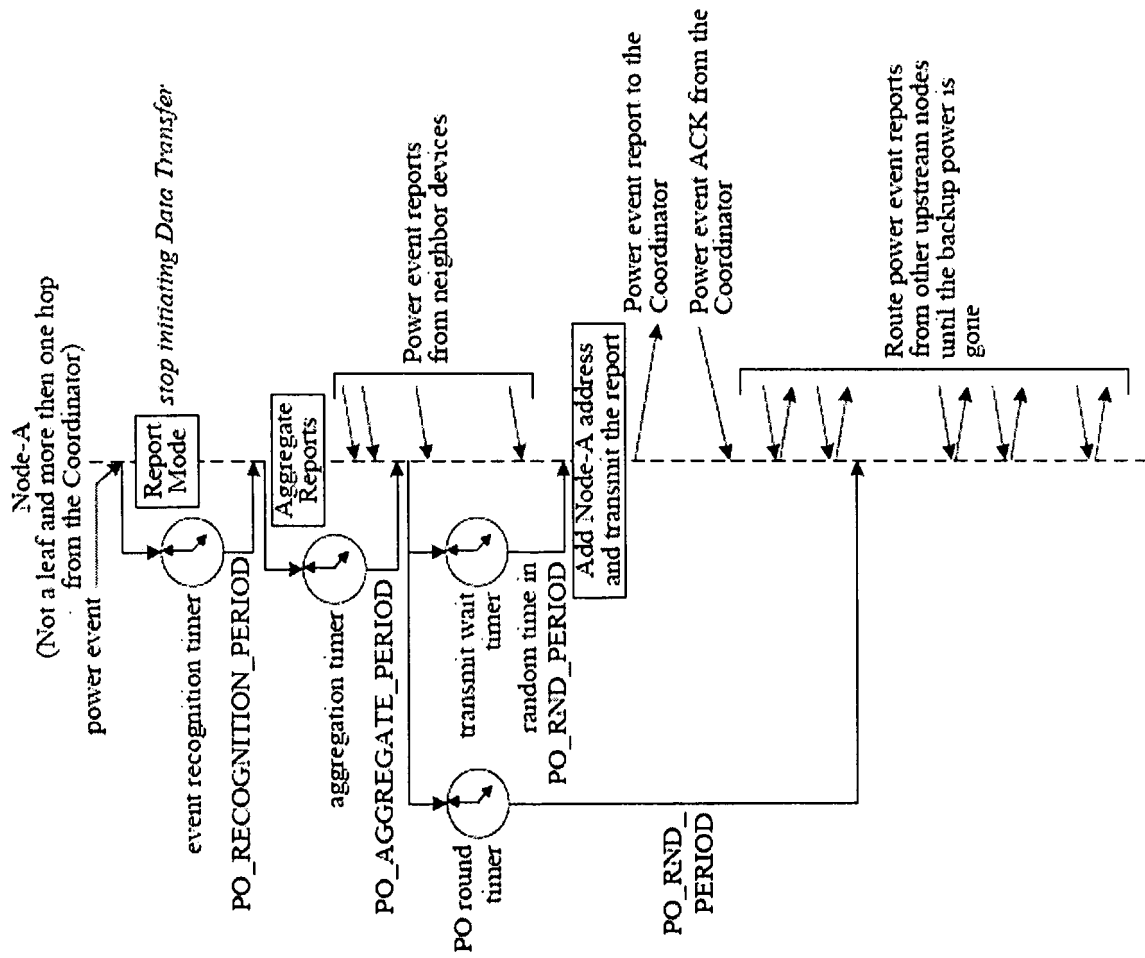 Node-A
(Not a leaf and more then one hop
from the Coordinator)
power event
Report
Mode
stop initiating Data Transfer
event recognition timer
PO_RECOGNITION_PERIOD
Aggregate
Reports
aggregation timer
PO_AGGREGATE_PERIOD
Power event reports
from neighbor devices
PO round
timer
transmit wait
timer
random time in
PO_RND_PERIOD
Add Node-A address
and transmit the report
Power event report to the
Coordinator
Power event ACK from the
Coordinator
PO_RND_
PERIOD
Route power event reports
from other upstream nodes
until the backup power is
gone